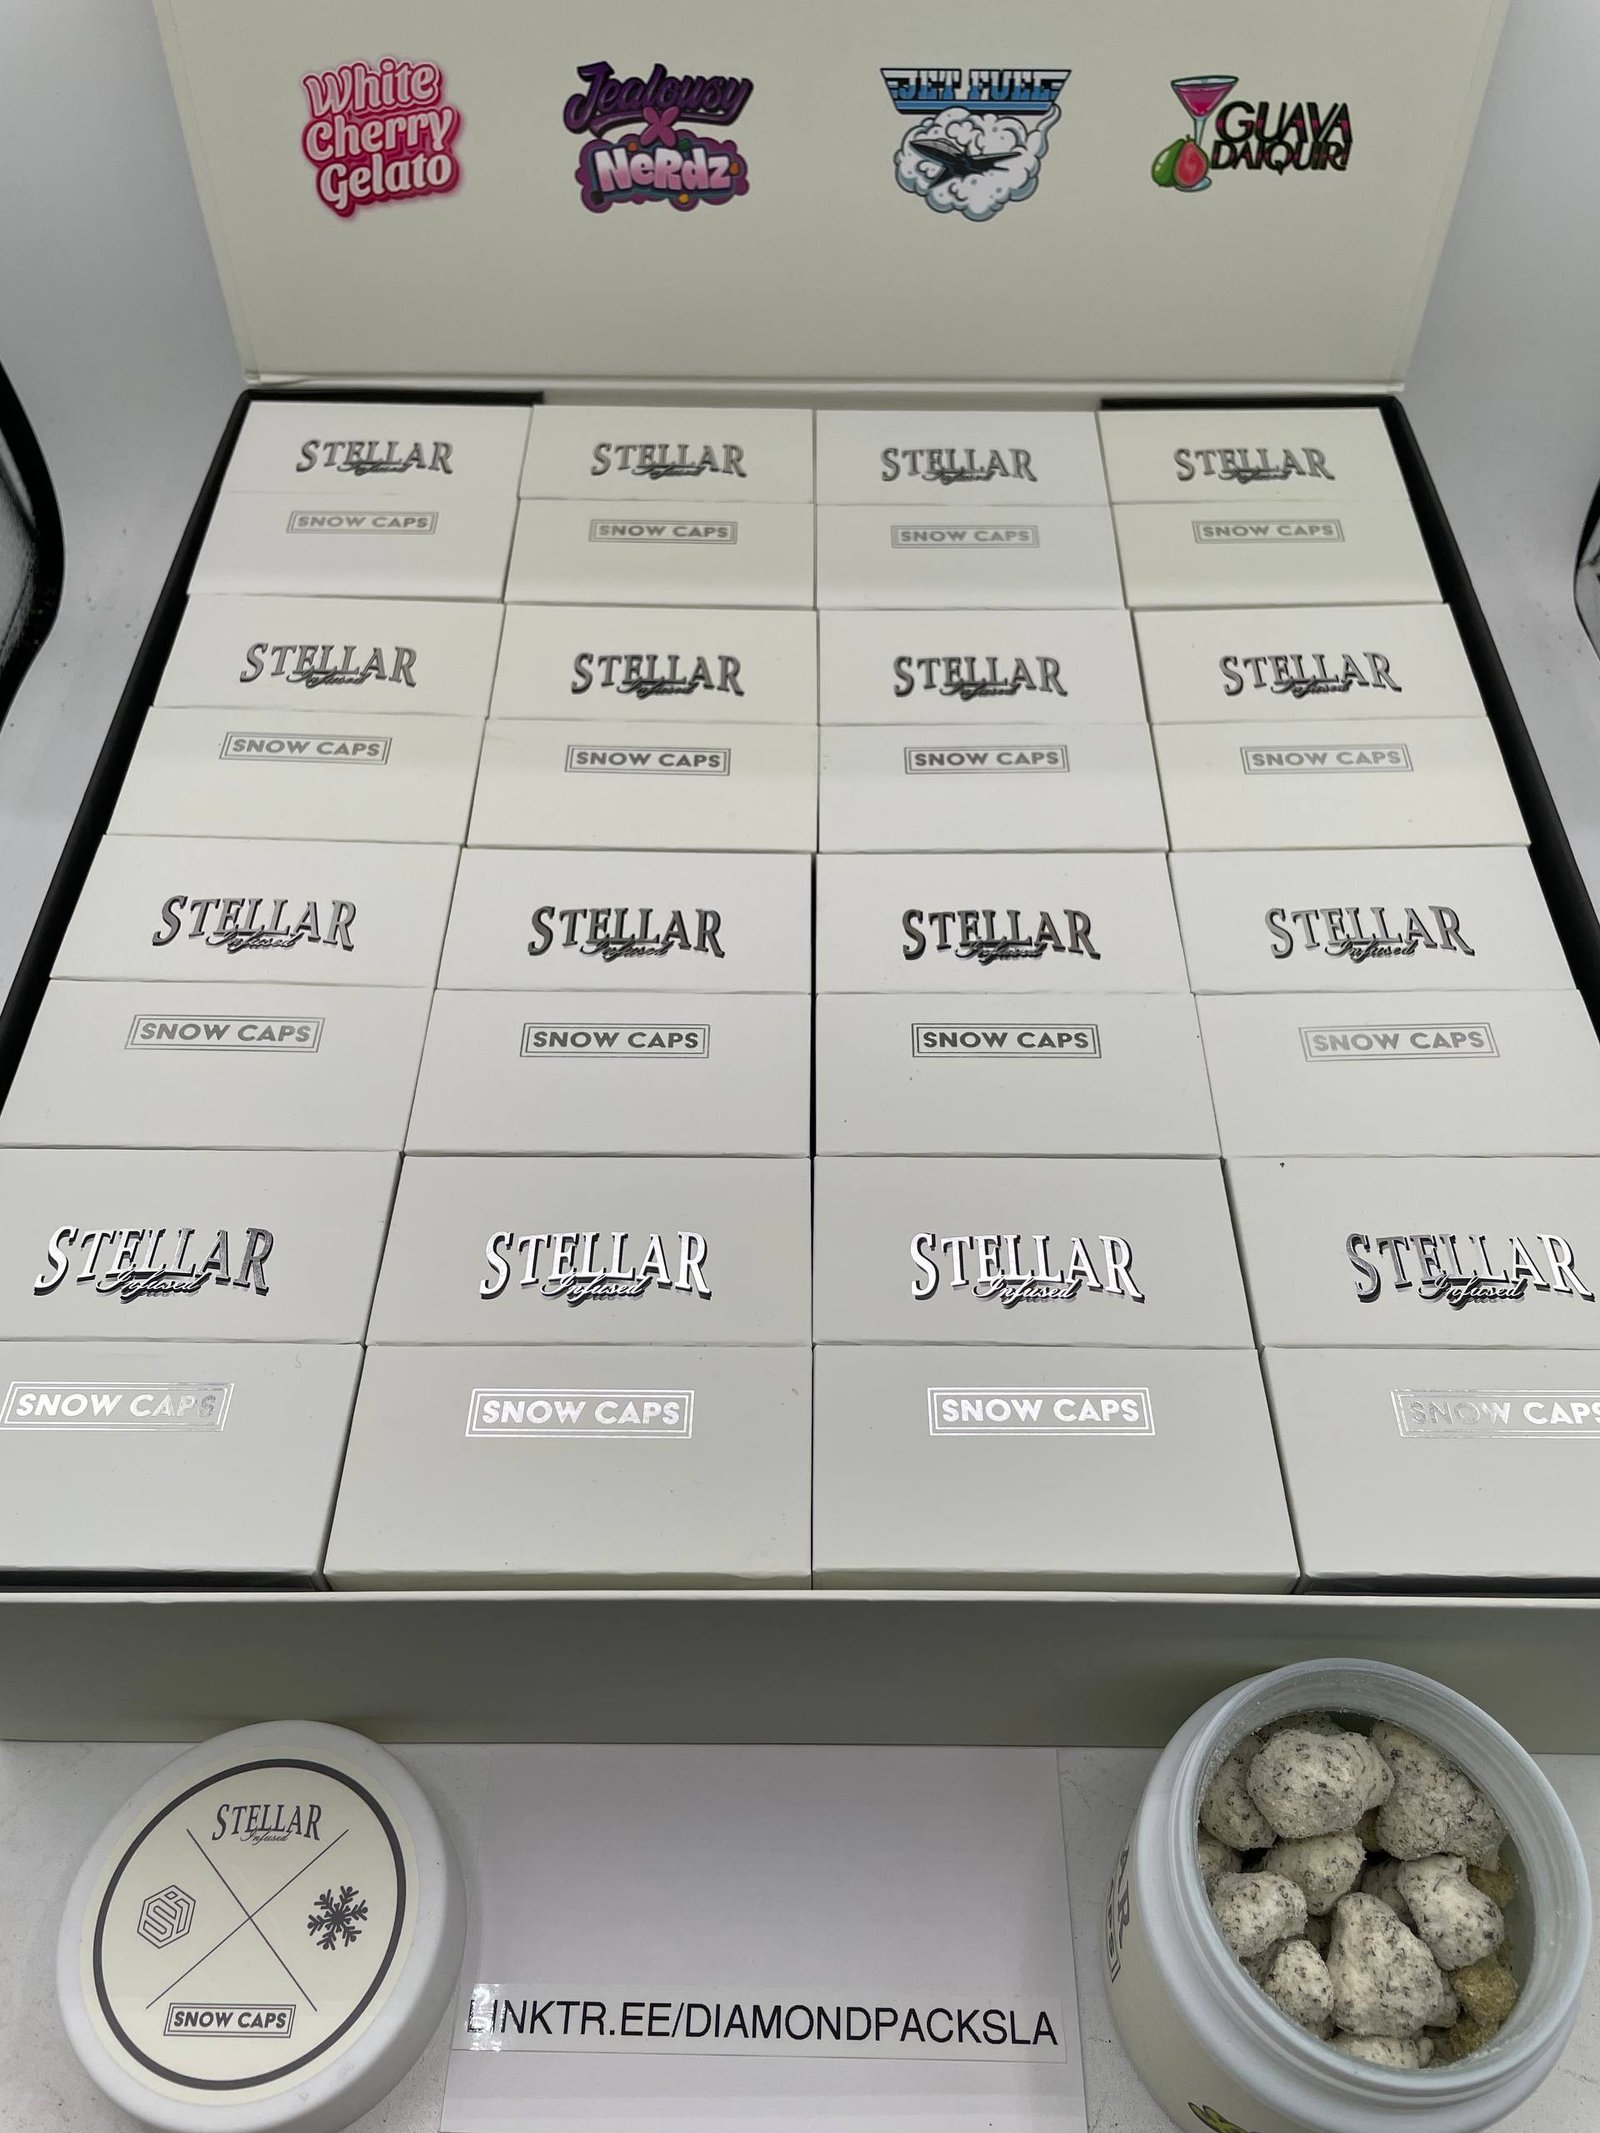 White
Cherry
Gelato
Jealousy
X
NeRdz
JET FUEL
GUAVA
DAIQUIRI
STELLAR STELLAR STELLAR STELLAR
Infused Infused Infused Infused
SNOW CAPS SNOW CAPS SNOW CAPS SNOW CAPS
STELLAR STELLAR STELLAR STELLAR
Infused Infused Infused Infused
SNOW CAPS SNOW CAPS SNOW CAPS SNOW CAPS
STELLAR STELLAR STELLAR STELLAR
Infused Infused Infused Infused
SNOW CAPS SNOW CAPS SNOW CAPS SNOW CAPS
STELLAR STELLAR STELLAR STELLAR
Infused Infused Infused Infused
SNOW CAPS SNOW CAPS SNOW CAPS SNOW CAPS
STELLAR
Infused
SNOW CAPS
LINKTR.EE/DIAMONDPACKSLA